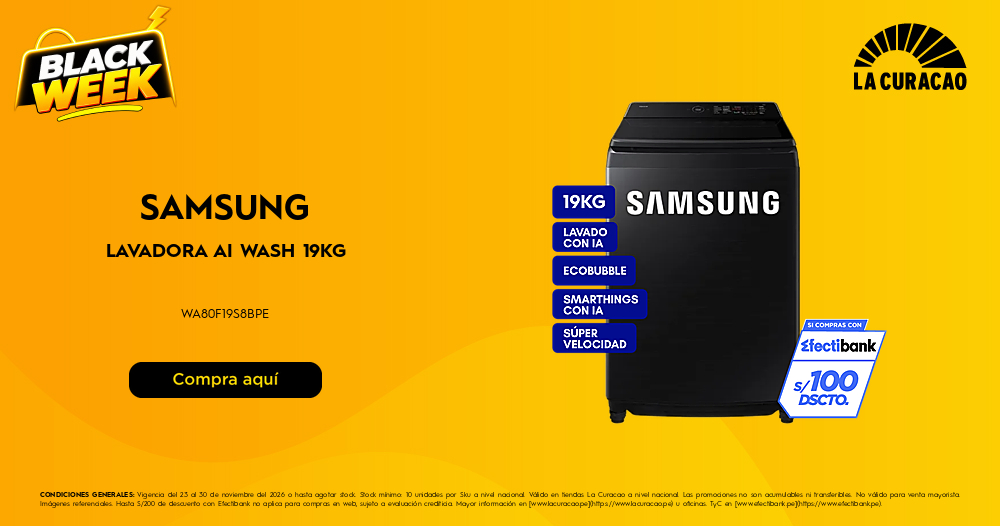 BLACK
WEEK
LA CURACAO
SAMSUNG
LAVADORA AI WASH 19KG
WA80F19S8BPE
Compra aquí
SAMSUNG
19KG
LAVADO
CON IA
ECOBUBBLE
SMARTHINGS
CON IA
SÚPER
VELOCIDAD
SI COMPRAS CON
Efectibank
S/100
DSCTO.
CONDICIONES GENERALES: Vigencia del 23 al 30 de noviembre del 2026 o hasta agotar stock. Stock mínimo: 10 unidades por Sku a nivel nacional. Válido en tiendas La Curacao a nivel nacional. Las promociones no son acumulables ni transferibles. No válido para venta mayorista.
Imágenes referenciales. Hasta S/200 de descuento con Efectibank no aplica para compras en web, sujeto a evaluación crediticia. Mayor información en [www.lacuracao.pe](https://www.lacuracao.pe) u oficinas. TyC en [www.efectibank.pe](https://www.efectibank.pe).